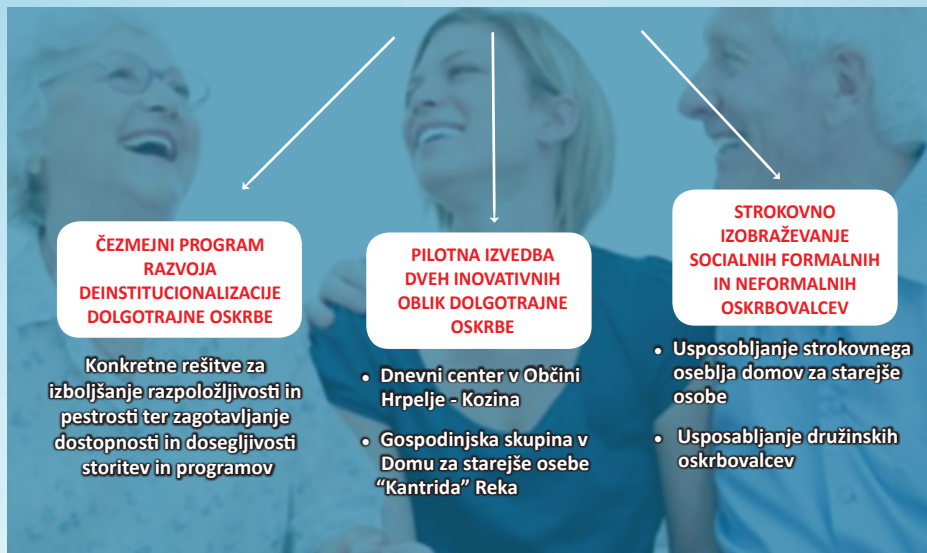 ČEZMEJNI PROGRAM
RAZVOJA
DEINSTITUCIONALIZACIJE
DOLGOTRAJNE OSKRBE
Konkretne rešitve za
izboljšanje razpoložljivosti in
pestrosti ter zagotavljanje
dostopnosti in dosegljivosti
storitev in programov
PILOTNA IZVEDBA
DVEH INOVATIVNIH
OBLIK DOLGOTRAJNE
OSKRBE
• Dnevni center v Občini
Hrpelje - Kozina
• Gospodinjska skupina v
Domu za starejše osebe
“Kantrida” Reka
STROKOVNO
IZOBRAŽEVANJE
SOCIALNIH FORMALNIH
IN NEFORMALNIH
OSKRBOVALCEV
• Usposobljanje strokovnega
osebja domov za starejše
osobe
• Usposabljanje družinskih
oskrbovalcev